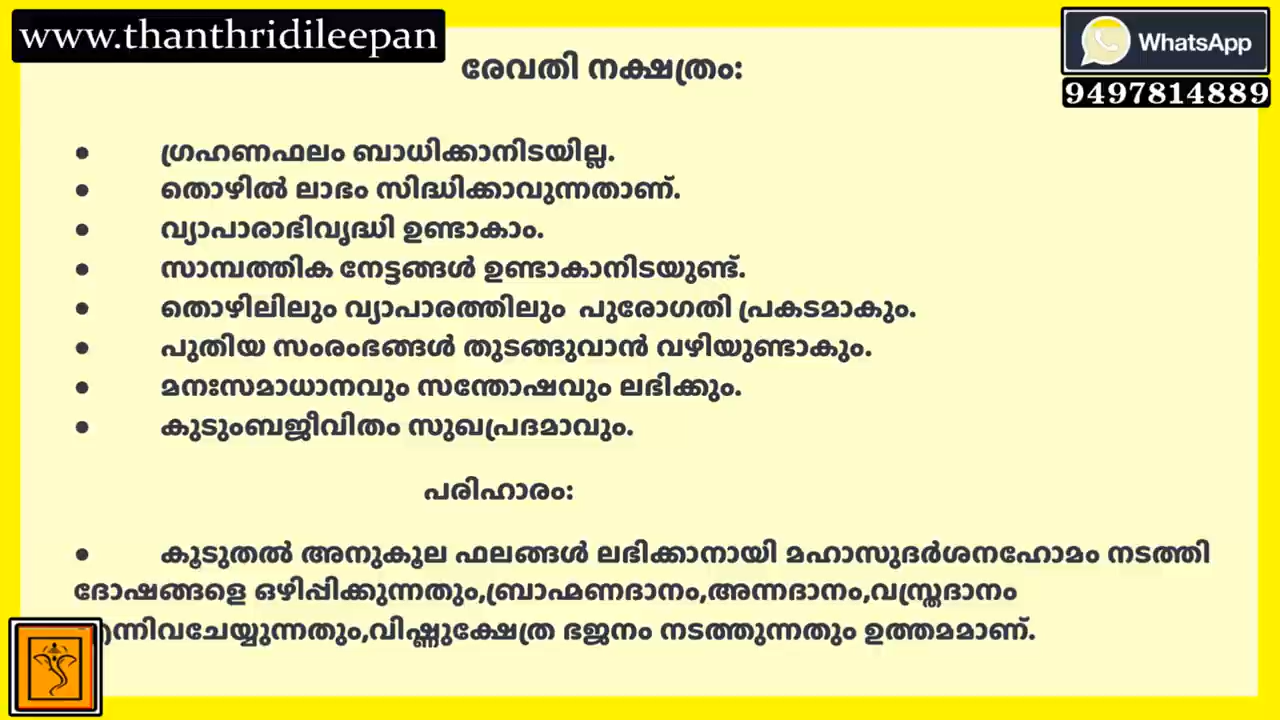 www.thanthridileepan
WhatsApp
9497814889
രേവതി നക്ഷത്രം:
• ഗ്രഹണഫലം ബാധിക്കാനിടയില്ല.
• തൊഴിൽ ലാഭം സിദ്ധിക്കാവുന്നതാണ്.
• വ്യാപാരാഭിവൃദ്ധി ഉണ്ടാകാം.
• സാമ്പത്തിക നേട്ടങ്ങൾ ഉണ്ടാകാനിടയുണ്ട്.
• തൊഴിലിലും വ്യാപാരത്തിലും പുരോഗതി പ്രകടമാകും.
• പുതിയ സംരംഭങ്ങൾ തുടങ്ങുവാൻ വഴിയുണ്ടാകും.
• മനഃസമാധാനവും സന്തോഷവും ലഭിക്കും.
• കുടുംബജീവിതം സുഖപ്രദമാവും.
പരിഹാരം:
• കൂടുതൽ അനുകൂല ഫലങ്ങൾ ലഭിക്കാനായി മഹാസുദർശനഹോമം നടത്തി
ദോഷങ്ങളെ ഒഴിപ്പിക്കുന്നതും,ബ്രാഹ്മണദാനം,അന്നദാനം,വസ്ത്രദാനം
എന്നിവചേയ്യുന്നതും,വിഷ്ണുക്ഷേത്ര ഭജനം നടത്തുന്നതും ഉത്തമമാണ്.